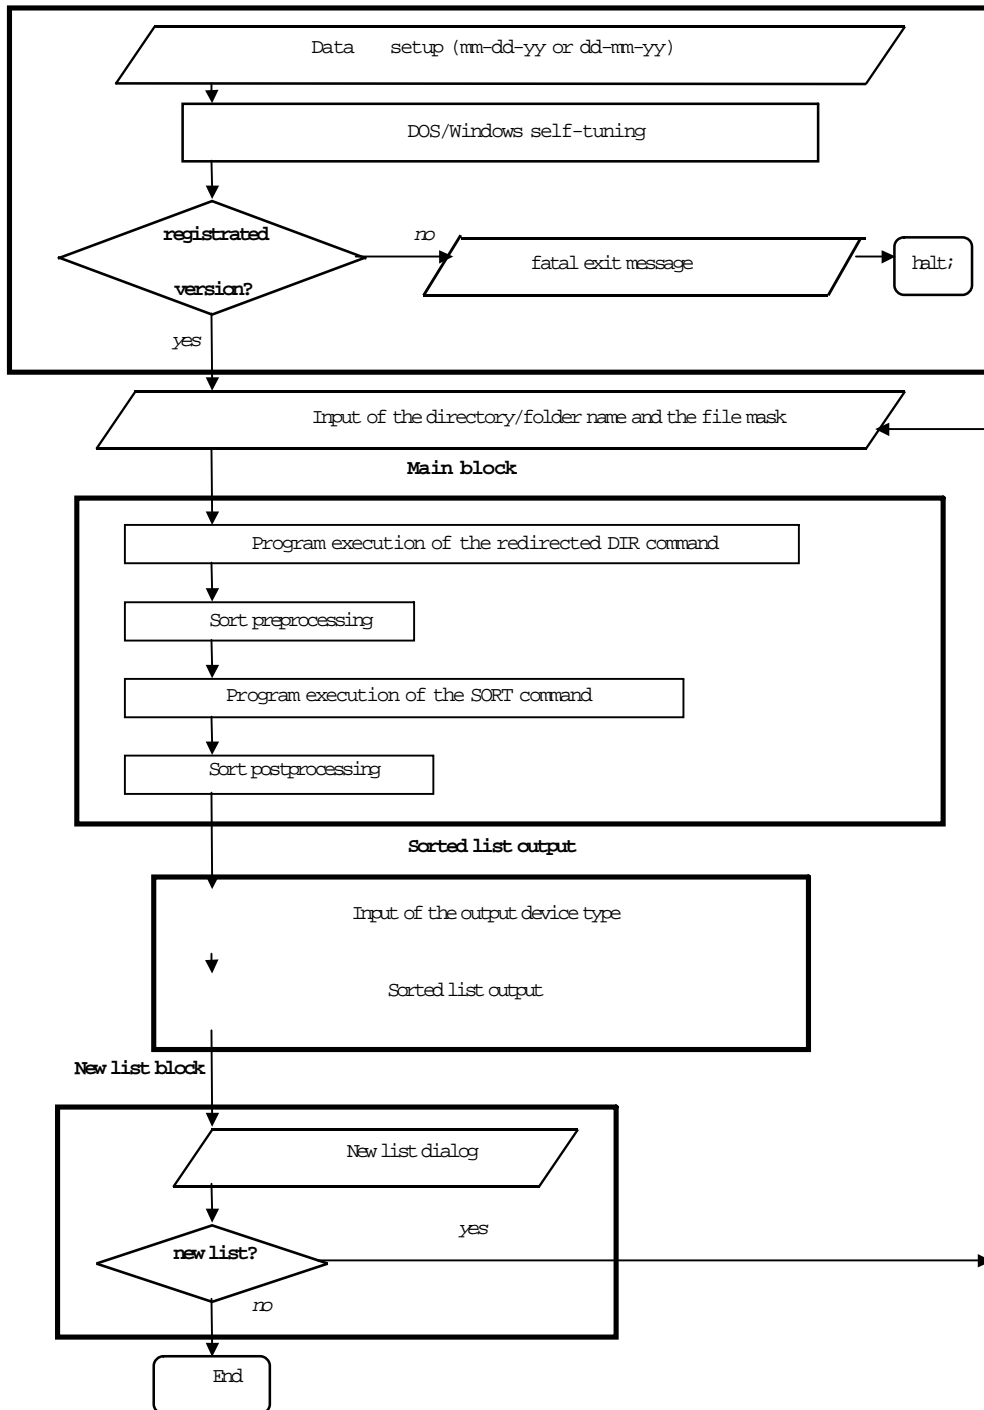 Data setup (mm-dd-yy or dd-mm-yy)
DOS/Windows self-tuning
registrated
version?
no
fatal exit message
halt;
yes
Input of the directory/folder name and the file mask
Main block
Program execution of the redirected DIR command
Sort preprocessing
Program execution of the SORT command
Sort postprocessing
Sorted list output
Input of the output device type
Sorted list output
New list block
New list dialog
yes
new list?
no
End